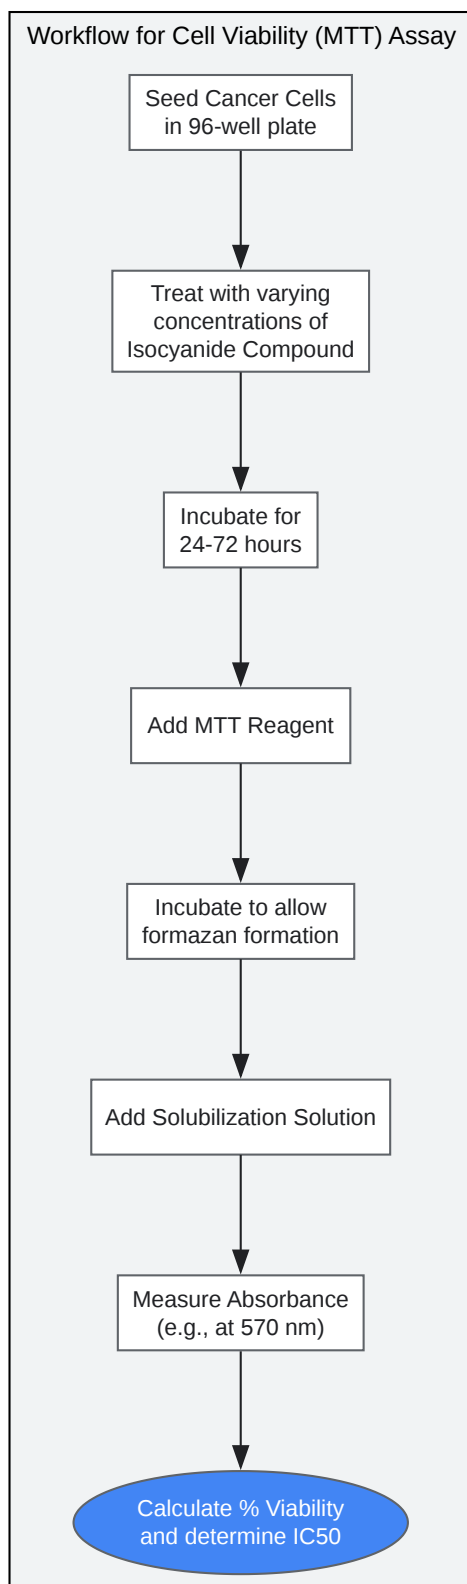 Workflow for Cell Viability (MTT) Assay
Seed Cancer Cells
in 96-well plate
Treat with varying
concentrations of
Isocyanide Compound
Incubate for
24-72 hours
Add MTT Reagent
Incubate to allow
formazan formation
Add Solubilization Solution
Measure Absorbance
(e.g., at 570 nm)
Calculate % Viability
and determine IC50